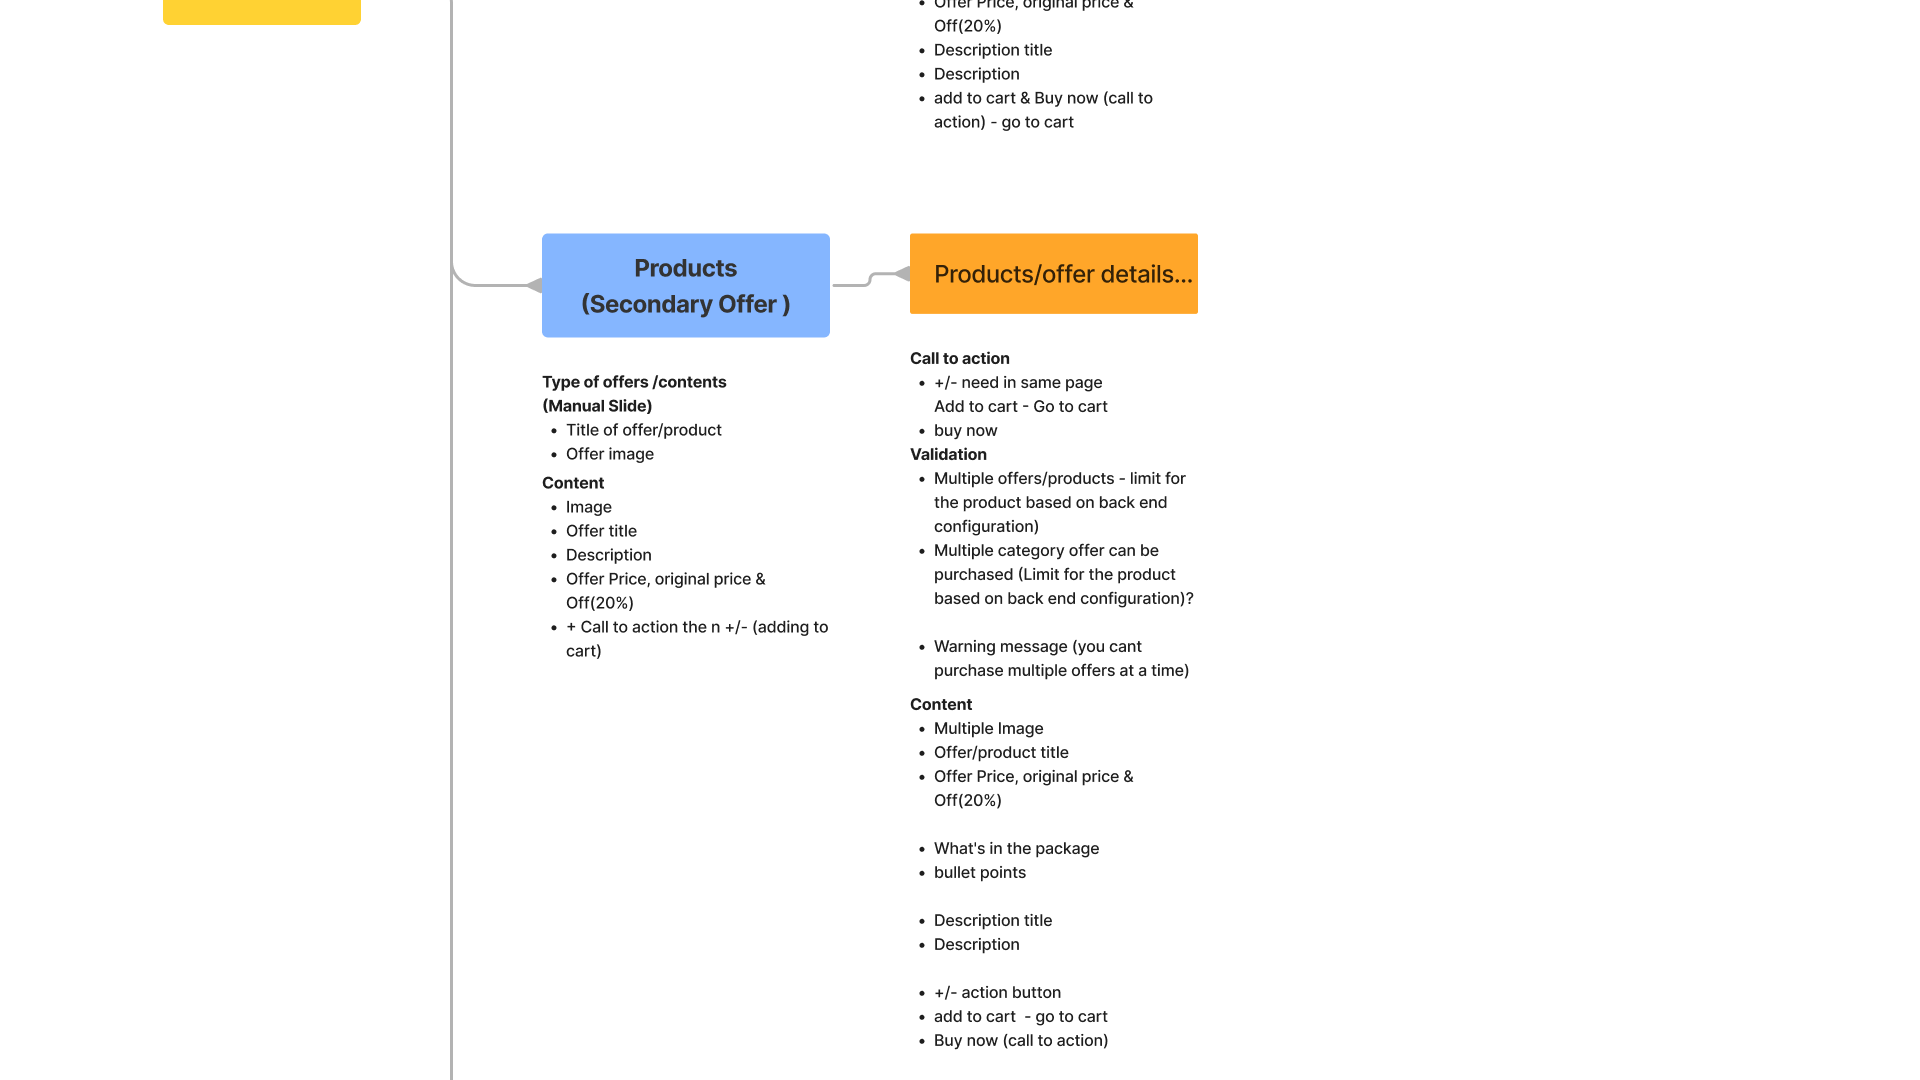 Offer Price, original price &
Off(20%)
• Description title
• Description
• add to cart & Buy now (call to
action) - go to cart
Products
(Secondary Offer )
Products/offer details...
Type of offers /contents
(Manual Slide)
• Title of offer/product
• Offer image
Content
• Image
• Offer title
• Description
• Offer Price, original price &
Off(20%)
• + Call to action the n +/- (adding to
cart)
Call to action
• +/- need in same page
Add to cart - Go to cart
• buy now
Validation
• Multiple offers/products - limit for
the product based on back end
configuration)
• Multiple category offer can be
purchased (Limit for the product
based on back end configuration)?
• Warning message (you cant
purchase multiple offers at a time)
Content
• Multiple Image
• Offer/product title
• Offer Price, original price &
Off(20%)
• What's in the package
• bullet points
• Description title
• Description
• +/- action button
• add to cart  - go to cart
• Buy now (call to action)